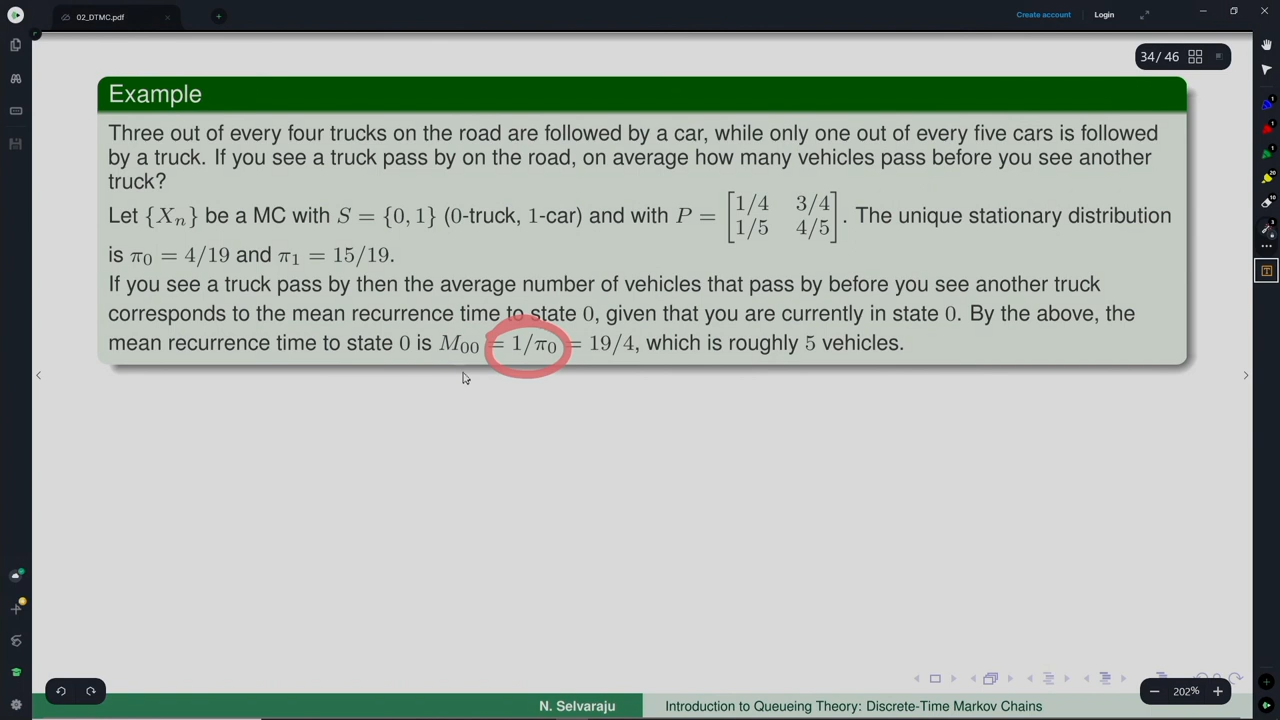 02_DTMC.pdf
Create account
Login
34 / 46
Example
Three out of every four trucks on the road are followed by a car, while only one out of every five cars is followed
by a truck. If you see a truck pass by on the road, on average how many vehicles pass before you see another
truck?
Let {Xₙ} be a MC with S = {0, 1} (0-truck, 1-car) and with P = [1/4 3/4; 1/5 4/5]. The unique stationary distribution
is π₀ = 4/19 and π₁ = 15/19.
If you see a truck pass by then the average number of vehicles that pass by before you see another truck
corresponds to the mean recurrence time to state 0, given that you are currently in state 0. By the above, the
mean recurrence time to state 0 is M₀₀ = 1/π₀ = 19/4, which is roughly 5 vehicles.
202%
N. Selvaraju
Introduction to Queueing Theory: Discrete-Time Markov Chains